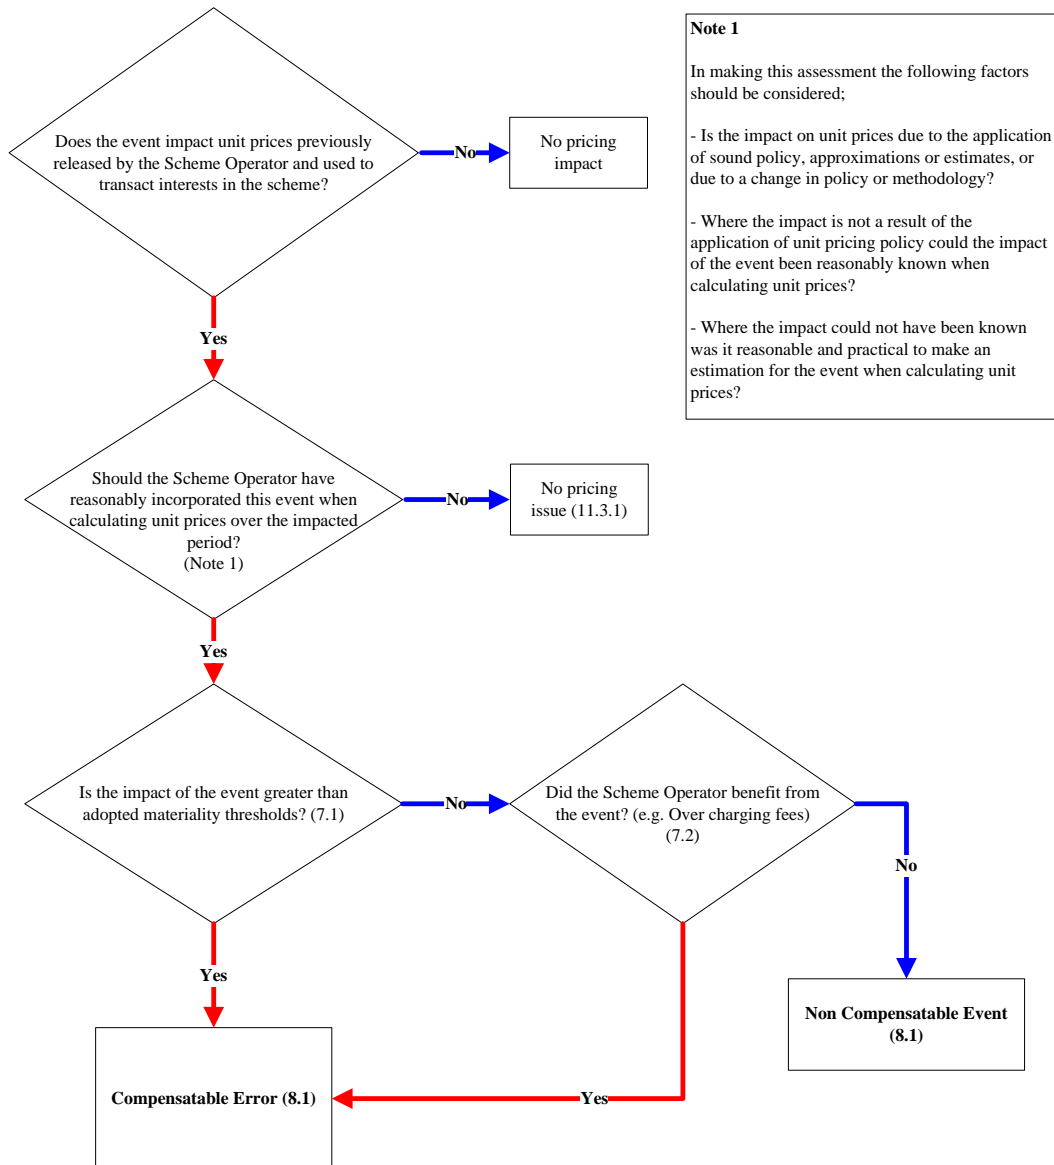 Does the event impact unit prices previously
released by the Scheme Operator and used to
transact interests in the scheme?
No
No pricing
impact
Note 1
In making this assessment the following factors
should be considered;
- Is the impact on unit prices due to the application
of sound policy, approximations or estimates, or
due to a change in policy or methodology?
- Where the impact is not a result of the
application of unit pricing policy could the impact
of the event been reasonably known when
calculating unit prices?
- Where the impact could not have been known
was it reasonable and practical to make an
estimation for the event when calculating unit
prices?
Yes
Should the Scheme Operator have
reasonably incorporated this event when
calculating unit prices over the impacted
period?
(Note 1)
No
No pricing
issue (11.3.1)
Yes
Is the impact of the event greater than
adopted materiality thresholds? (7.1)
No
Did the Scheme Operator benefit from
the event? (e.g. Over charging fees)
(7.2)
No
Yes
Non Compensatable Event
(8.1)
Compensatable Error (8.1)
Yes